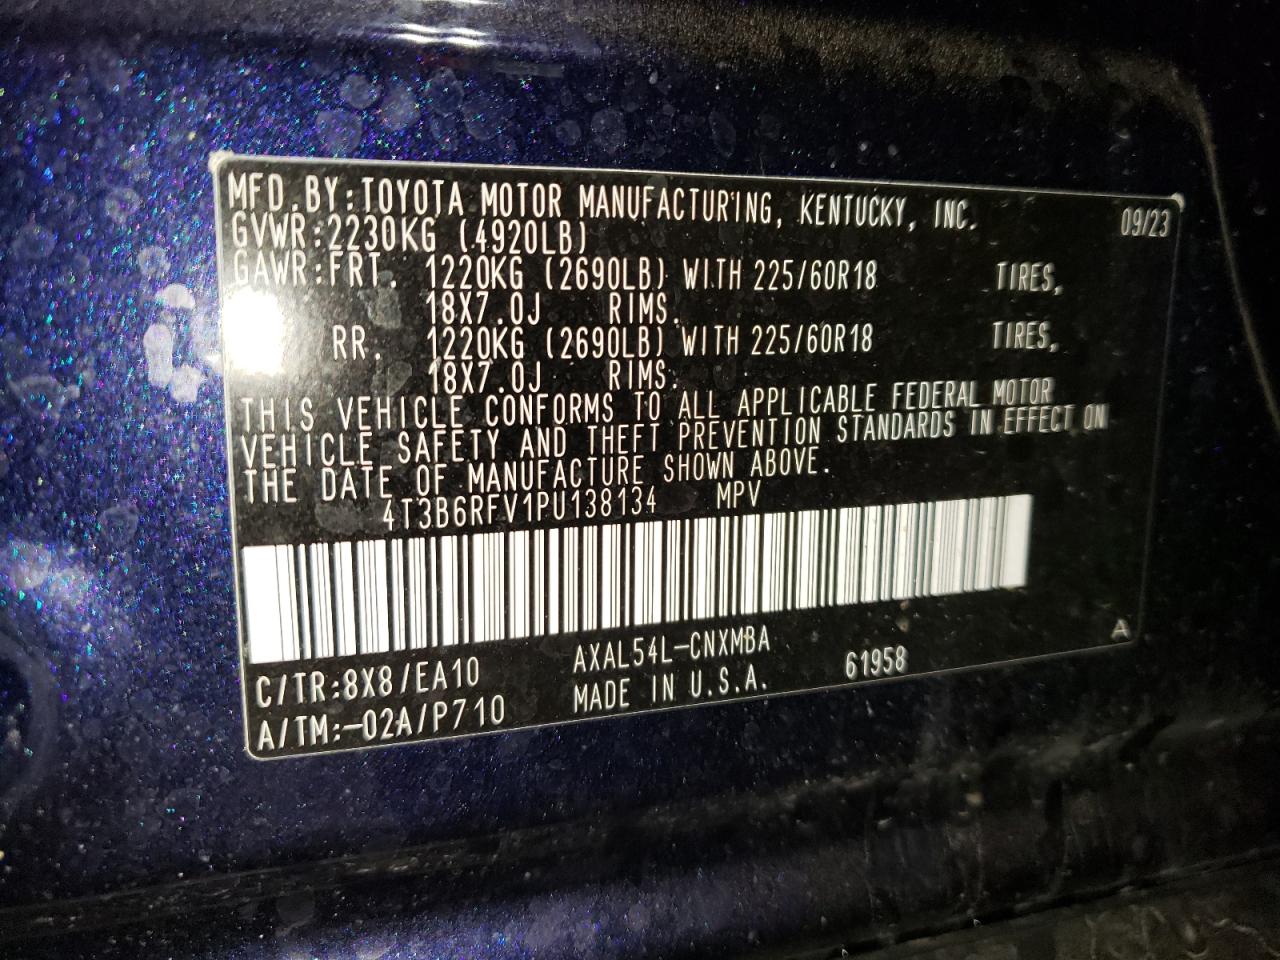 MFD.BY:TOYOTA MOTOR MANUFACTURING, KENTUCKY, INC. 09/23
GVWR:2230KG (4920LB)
GAWR:FRT. 1220KG (2690LB) WITH 225/60R18 TIRES,
18X7.0J RIMS.
RR. 1220KG (2690LB) WITH 225/60R18 TIRES,
18X7.0J RIMS.
THIS VEHICLE CONFORMS TO ALL APPLICABLE FEDERAL MOTOR
VEHICLE SAFETY AND THEFT PREVENTION STANDARDS IN EFFECT ON
THE DATE OF MANUFACTURE SHOWN ABOVE.
4T3B6RFV1PU138134 MPV
A
C/TR:8X8/EA10 AXAL54L-CNXMBA
A/TM:-02A/P710 MADE IN U.S.A. 61958